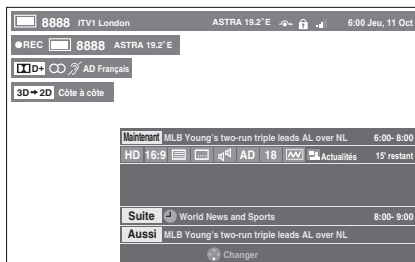 8888 ITV1 London ASTRA 19.2°E 6:00 Jeu, 11 Oct
REC 8888 ASTRA 19.2°E
D+ AD Français
3D→2D Côte à côte
Maintenant MLB Young's two-run triple leads AL over NL 6:00- 8:00
HD 16:9 AD 18 Actualités 15' restant
Suite World News and Sports 8:00- 9:00
Aussi MLB Young's two-run triple leads AL over NL
Changer